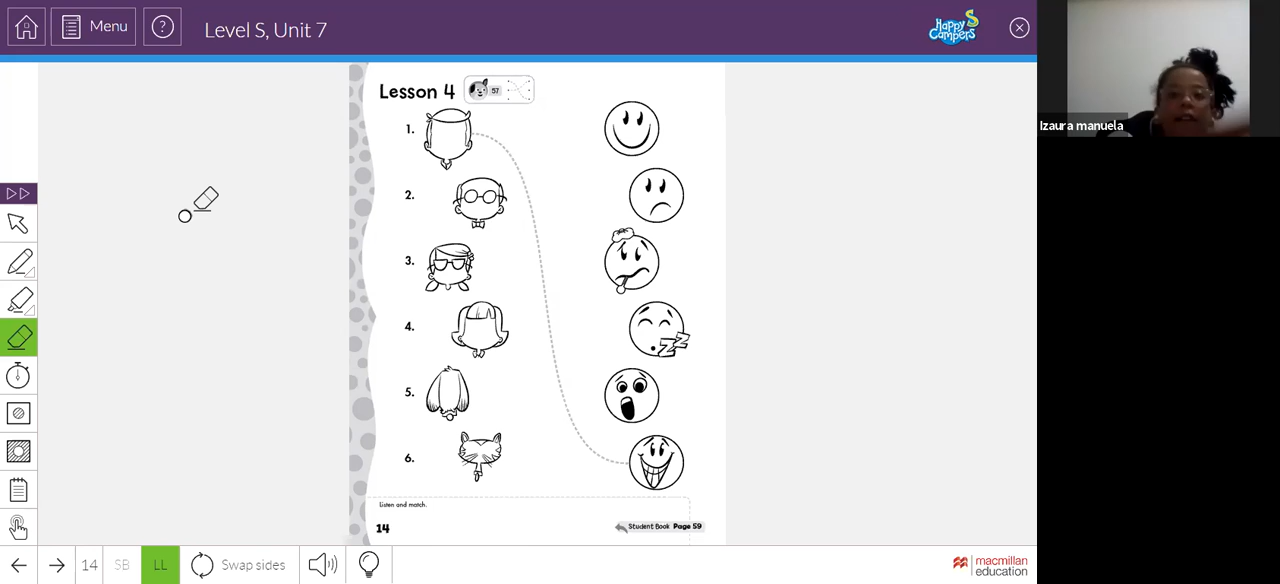 Menu
?
Level S, Unit 7
Happy Campers S
Izaura manuela
Lesson 4
57
1.
2.
3.
4.
ZZ
5.
6.
Listen and match.
14
Student Book Page 59
14
SB
LL
Swap sides
macmillan
education